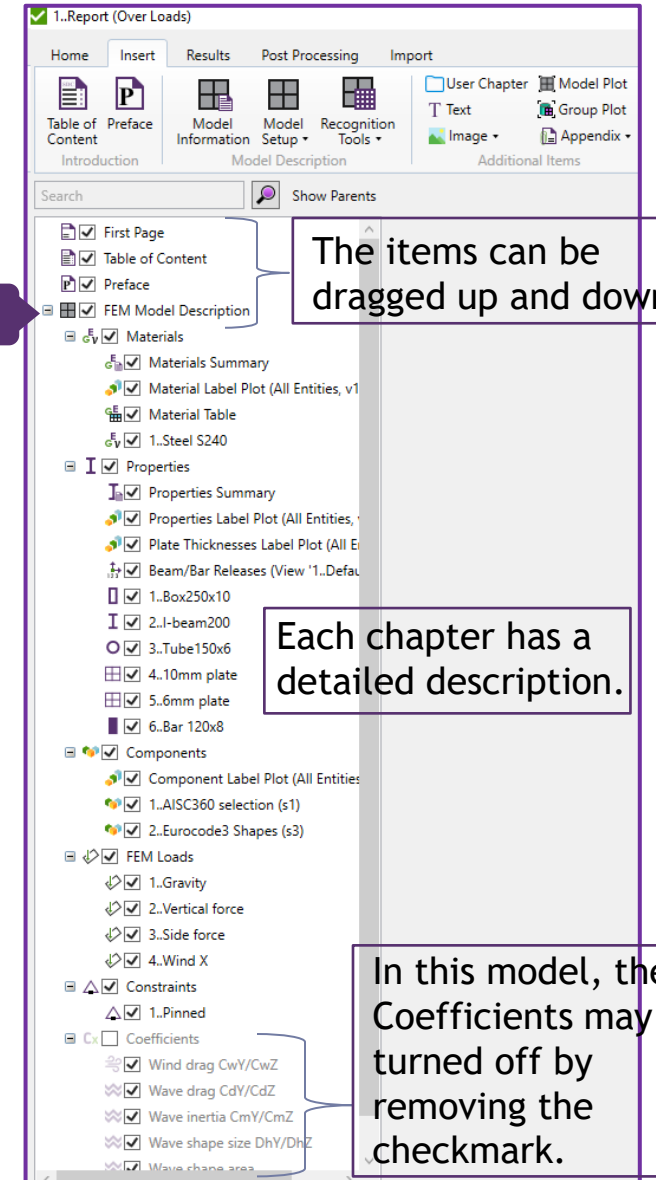 1..Report (Over Loads)
Home Insert Results Post Processing Import
Table of Content
Preface
Model Information
Model Setup
Recognition Tools
User Chapter
Model Plot
Text
Group Plot
Image
Appendix
Introduction
Model Description
Additional Items
Search
Show Parents
First Page
Table of Content
Preface
FEM Model Description
The items can be
dragged up and down
Materials
Materials Summary
Material Label Plot (All Entities, v1
Material Table
1..Steel S240
Properties
Properties Summary
Properties Label Plot (All Entities,
Plate Thicknesses Label Plot (All E
Beam/Bar Releases (View '1..Defau
1..Box250x10
2..I-beam200
3..Tube150x6
4..10mm plate
5..6mm plate
6..Bar 120x8
Each chapter has a
detailed description.
Components
Component Label Plot (All Entities
1..AISC360 selection (s1)
2..Eurocode3 Shapes (s3)
FEM Loads
1..Gravity
2..Vertical force
3..Side force
4..Wind X
Constraints
1..Pinned
Coefficients
Wind drag CwY/CwZ
Wave drag CdY/CdZ
Wave inertia CmY/CmZ
Wave shape size DhY/DhZ
Wave shape area
In this model, the
Coefficients may
turned off by
removing the
checkmark.